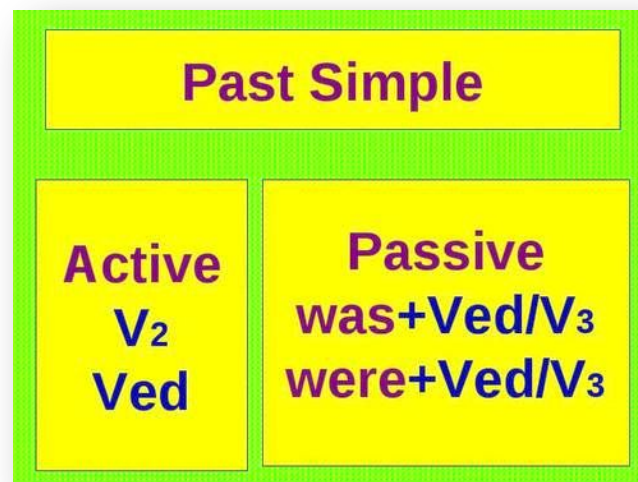 Past Simple
Active
V2
Ved
Passive
was+Ved/V3
were+Ved/V3